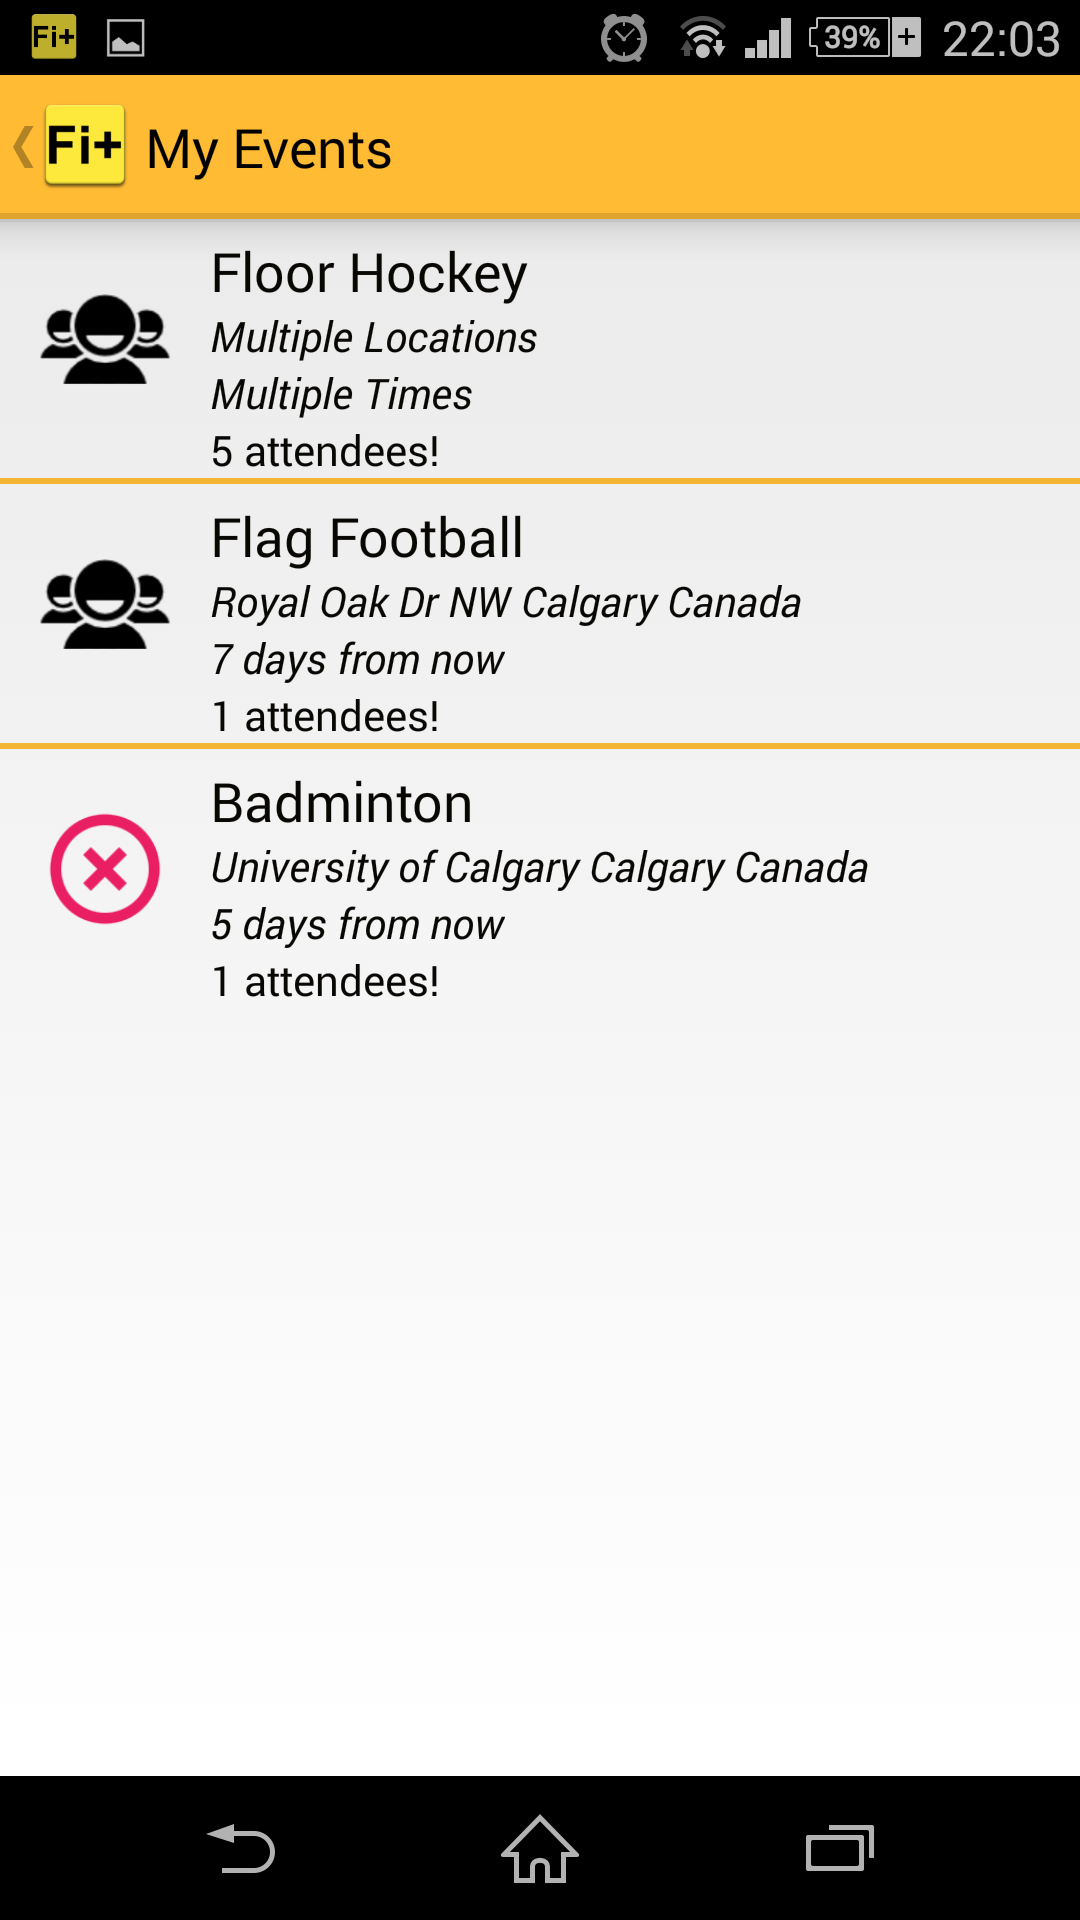 Fi+ 39% 22:03
Fi+ My Events
Floor Hockey
Multiple Locations
Multiple Times
5 attendees!
Flag Football
Royal Oak Dr NW Calgary Canada
7 days from now
1 attendees!
Badminton
University of Calgary Calgary Canada
5 days from now
1 attendees!